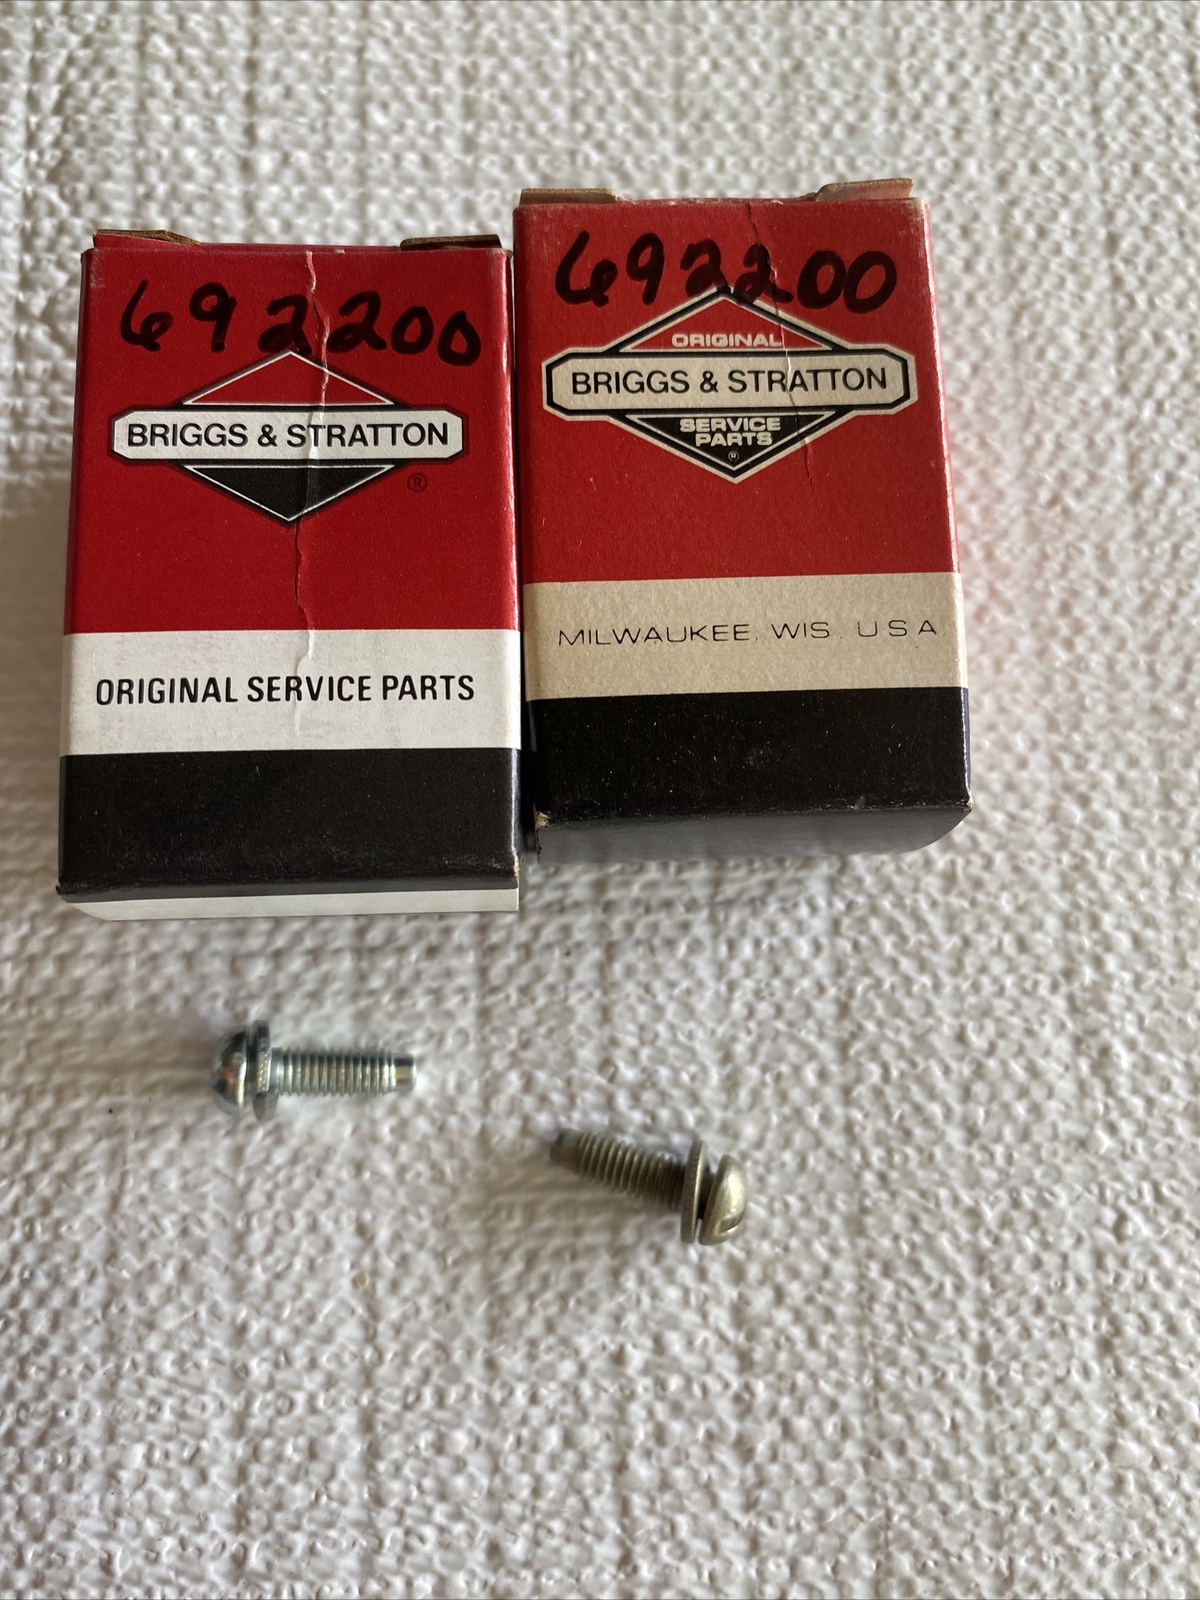 692200
BRIGGS & STRATTON
®
ORIGINAL SERVICE PARTS
692200
ORIGINAL
BRIGGS & STRATTON
SERVICE
PARTS
®
MILWAUKEE, WIS. U S A